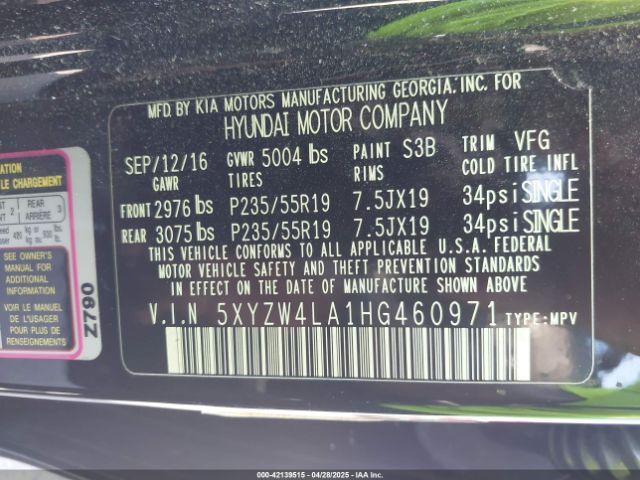 MFD. BY KIA MOTORS MANUFACTURING GEORGIA, INC. FOR
HYUNDAI MOTOR COMPANY
SEP/12/16 GVWR 5004 lbs PAINT S3B TRIM VFG
GAWR TIRES RIMS COLD TIRE INFL
FRONT 2976 lbs P235/55R19 7.5JX19 34psi SINGLE
REAR 3075 lbs P235/55R19 7.5JX19 34psi SINGLE
THIS VEHICLE CONFORMS TO ALL APPLICABLE U.S.A. FEDERAL
MOTOR VEHICLE SAFETY AND THEFT PREVENTION STANDARDS
IN EFFECT ON THE DATE OF MANUFACTURE SHOWN ABOVE.
V.I.N 5XYZW4LA1HG460971 TYPE: MPV
LE CHARGEMENT
2 REAR ARRIERE 3
SEE OWNER'S
MANUAL FOR
ADDITIONAL
INFORMATION
VOIR LE MANUEL
DE L'USAGER
POUR PLUS DE
RENSEIGNEMENTS
Z790
000-42139515 | 04/28/2025 - IAAI.COM